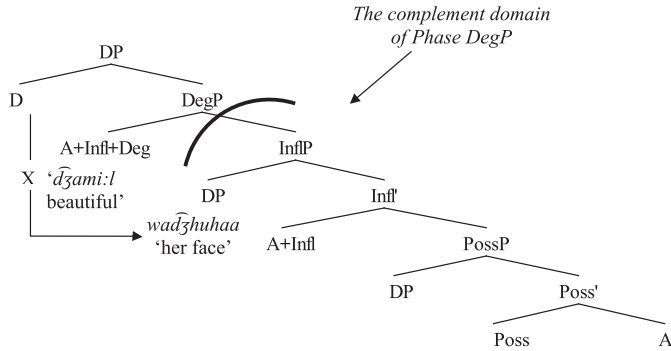 The complement domain
of Phase DegP
DP
D
DegP
A+Infl+Deg
InflP
X
‘d͡ʒami:l
beautiful’
DP
Infl'
wad͡ʒhuhaa
‘her face’
A+Infl
PossP
DP
Poss'
Poss
A